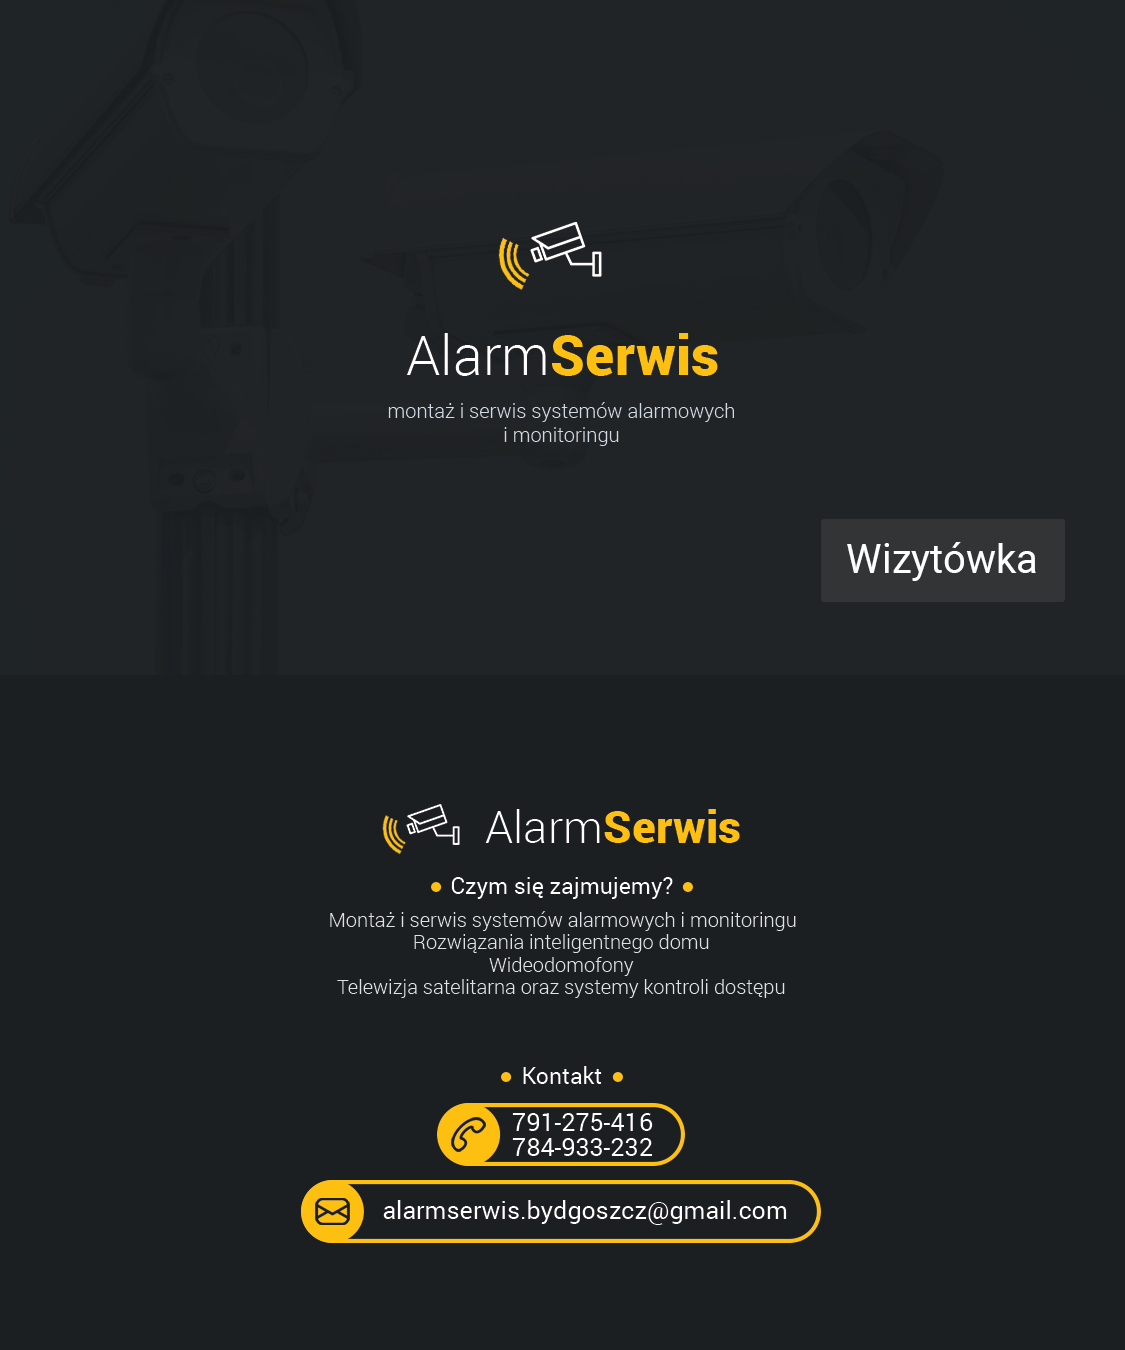 AlarmSerwis
montaż i serwis systemów alarmowych
i monitoringu
Wizytówka
AlarmSerwis
Czym się zajmujemy?
Montaż i serwis systemów alarmowych i monitoringu
Rozwiązania inteligentnego domu
Wideodomofony
Telewizja satelitarna oraz systemy kontroli dostępu
Kontakt
791-275-416
784-933-232
alarmserwis.bydgoszcz@gmail.com